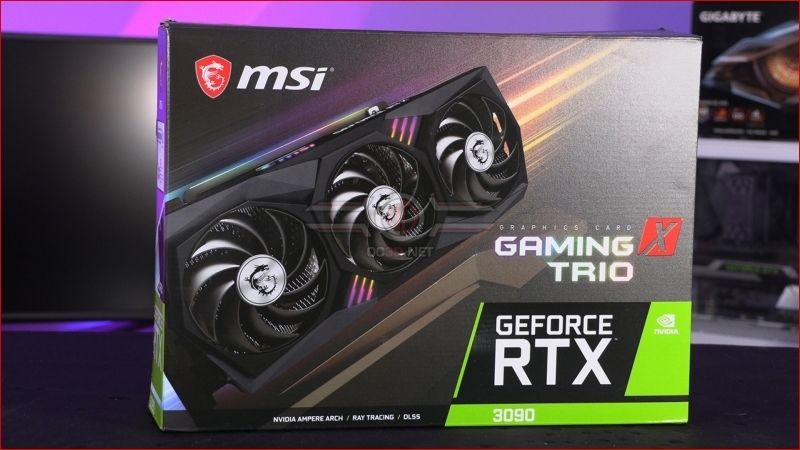 msi
GIGABYTE
GRAPHICS CARD
GAMING X
TRIO
GEFORCE
RTX
NVIDIA
3090
NVIDIA AMPERE ARCH / RAY TRACING / DLSS